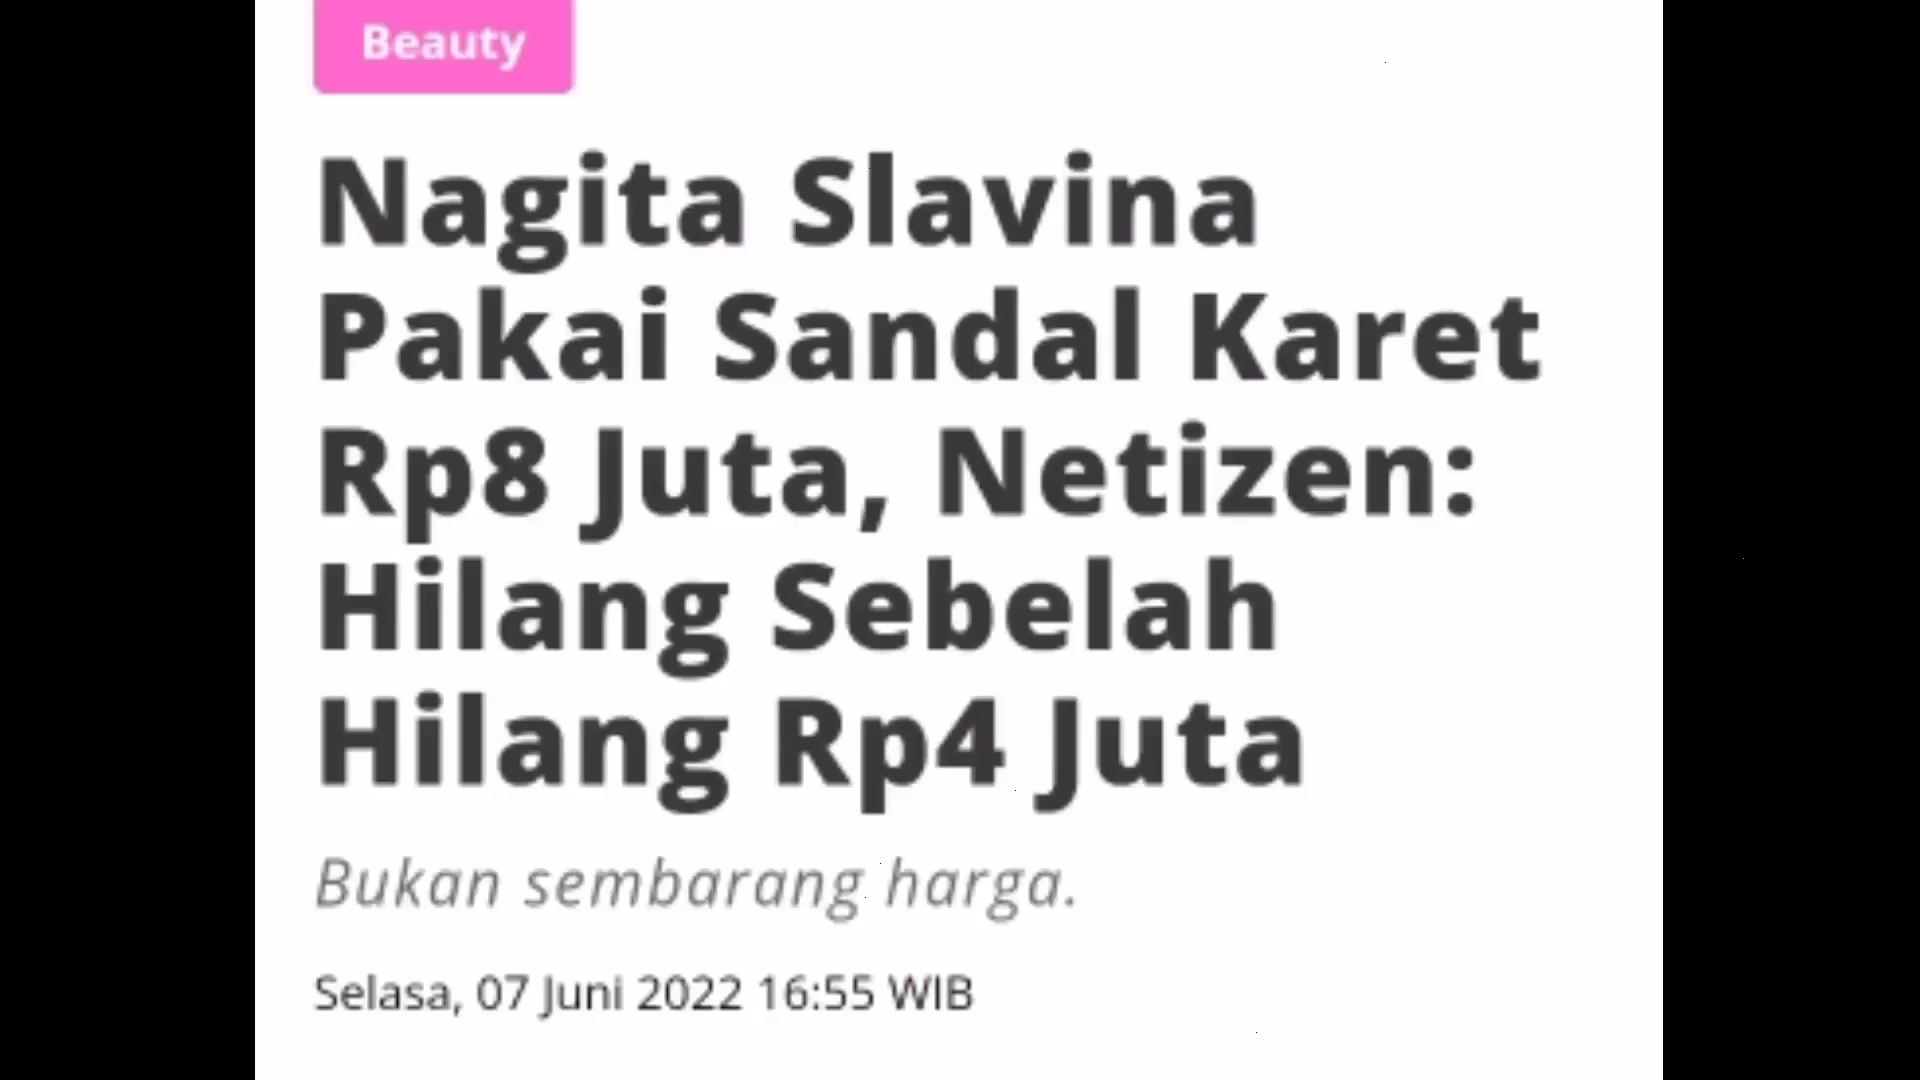 Beauty
Nagita Slavina
Pakai Sandal Karet
Rp8 Juta, Netizen:
Hilang Sebelah
Hilang Rp4 Juta
Bukan sembarang harga.
Selasa, 07 Juni 2022 16:55 WIB